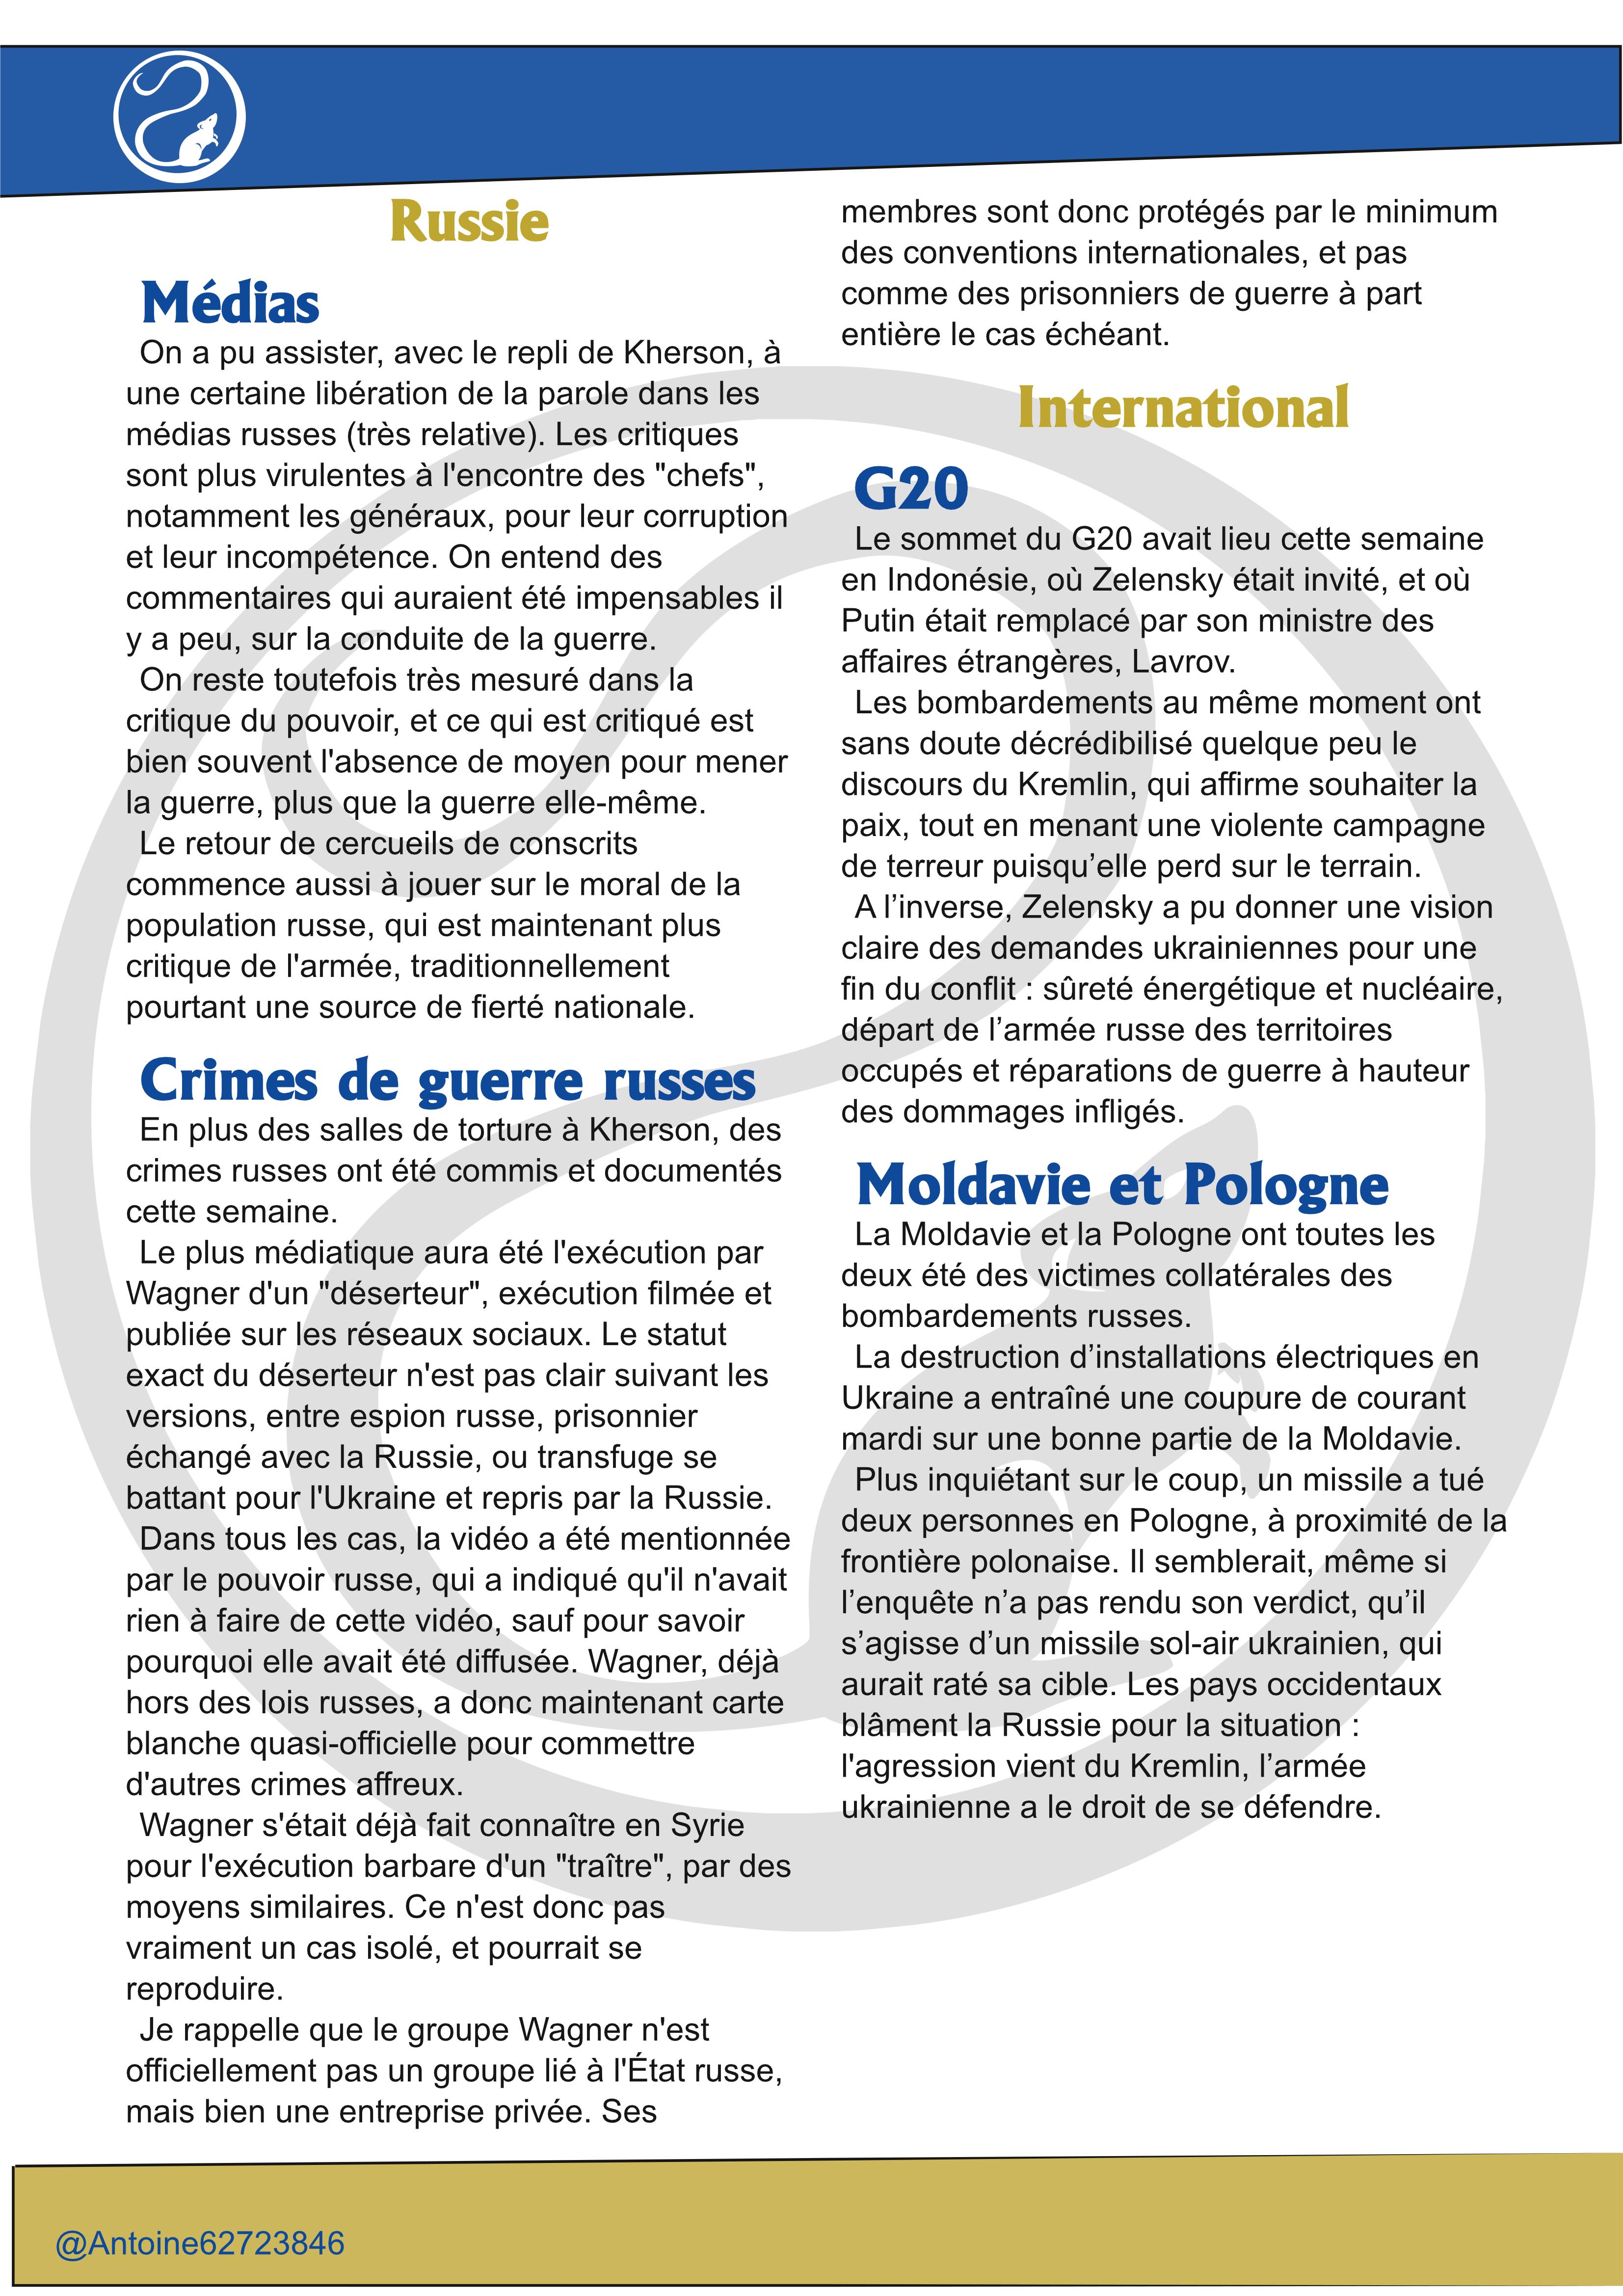 Russie
Médias
On a pu assister, avec le repli de Kherson, à
une certaine libération de la parole dans les
médias russes (très relative). Les critiques
sont plus virulentes à l'encontre des "chefs",
notamment les généraux, pour leur corruption
et leur incompétence. On entend des
commentaires qui auraient été impensables il
y a peu, sur la conduite de la guerre.
On reste toutefois très mesuré dans la
critique du pouvoir, et ce qui est critiqué est
bien souvent l'absence de moyen pour mener
la guerre, plus que la guerre elle-même.
Le retour de cercueils de conscrits
commence aussi à jouer sur le moral de la
population russe, qui est maintenant plus
critique de l'armée, traditionnellement
pourtant une source de fierté nationale.
Crimes de guerre russes
En plus des salles de torture à Kherson, des
crimes russes ont été commis et documentés
cette semaine.
Le plus médiatique aura été l'exécution par
Wagner d'un "déserteur", exécution filmée et
publiée sur les réseaux sociaux. Le statut
exact du déserteur n'est pas clair suivant les
versions, entre espion russe, prisonnier
échangé avec la Russie, ou transfuge se
battant pour l'Ukraine et repris par la Russie.
Dans tous les cas, la vidéo a été mentionnée
par le pouvoir russe, qui a indiqué qu'il n'avait
rien à faire de cette vidéo, sauf pour savoir
pourquoi elle avait été diffusée. Wagner, déjà
hors des lois russes, a donc maintenant carte
blanche quasi-officielle pour commettre
d'autres crimes affreux.
Wagner s'était déjà fait connaître en Syrie
pour l'exécution barbare d'un "traître", par des
moyens similaires. Ce n'est donc pas
vraiment un cas isolé, et pourrait se
reproduire.
Je rappelle que le groupe Wagner n'est
officiellement pas un groupe lié à l'État russe,
mais bien une entreprise privée. Ses
membres sont donc protégés par le minimum
des conventions internationales, et pas
comme des prisonniers de guerre à part
entière le cas échéant.
International
G20
Le sommet du G20 avait lieu cette semaine
en Indonésie, où Zelensky était invité, et où
Putin était remplacé par son ministre des
affaires étrangères, Lavrov.
Les bombardements au même moment ont
sans doute décrédibilisé quelque peu le
discours du Kremlin, qui affirme souhaiter la
paix, tout en menant une violente campagne
de terreur puisqu’elle perd sur le terrain.
A l’inverse, Zelensky a pu donner une vision
claire des demandes ukrainiennes pour une
fin du conflit : sûreté énergétique et nucléaire,
départ de l’armée russe des territoires
occupés et réparations de guerre à hauteur
des dommages infligés.
Moldavie et Pologne
La Moldavie et la Pologne ont toutes les
deux été des victimes collatérales des
bombardements russes.
La destruction d’installations électriques en
Ukraine a entraîné une coupure de courant
mardi sur une bonne partie de la Moldavie.
Plus inquiétant sur le coup, un missile a tué
deux personnes en Pologne, à proximité de la
frontière polonaise. Il semblerait, même si
l’enquête n’a pas rendu son verdict, qu’il
s’agisse d’un missile sol-air ukrainien, qui
aurait raté sa cible. Les pays occidentaux
blâment la Russie pour la situation :
l'agression vient du Kremlin, l’armée
ukrainienne a le droit de se défendre.
@Antoine62723846